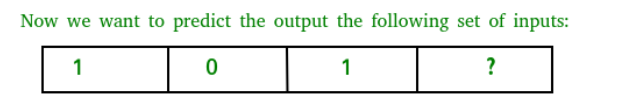 Now we want to predict the output the following set of inputs:
1 0 1 ?